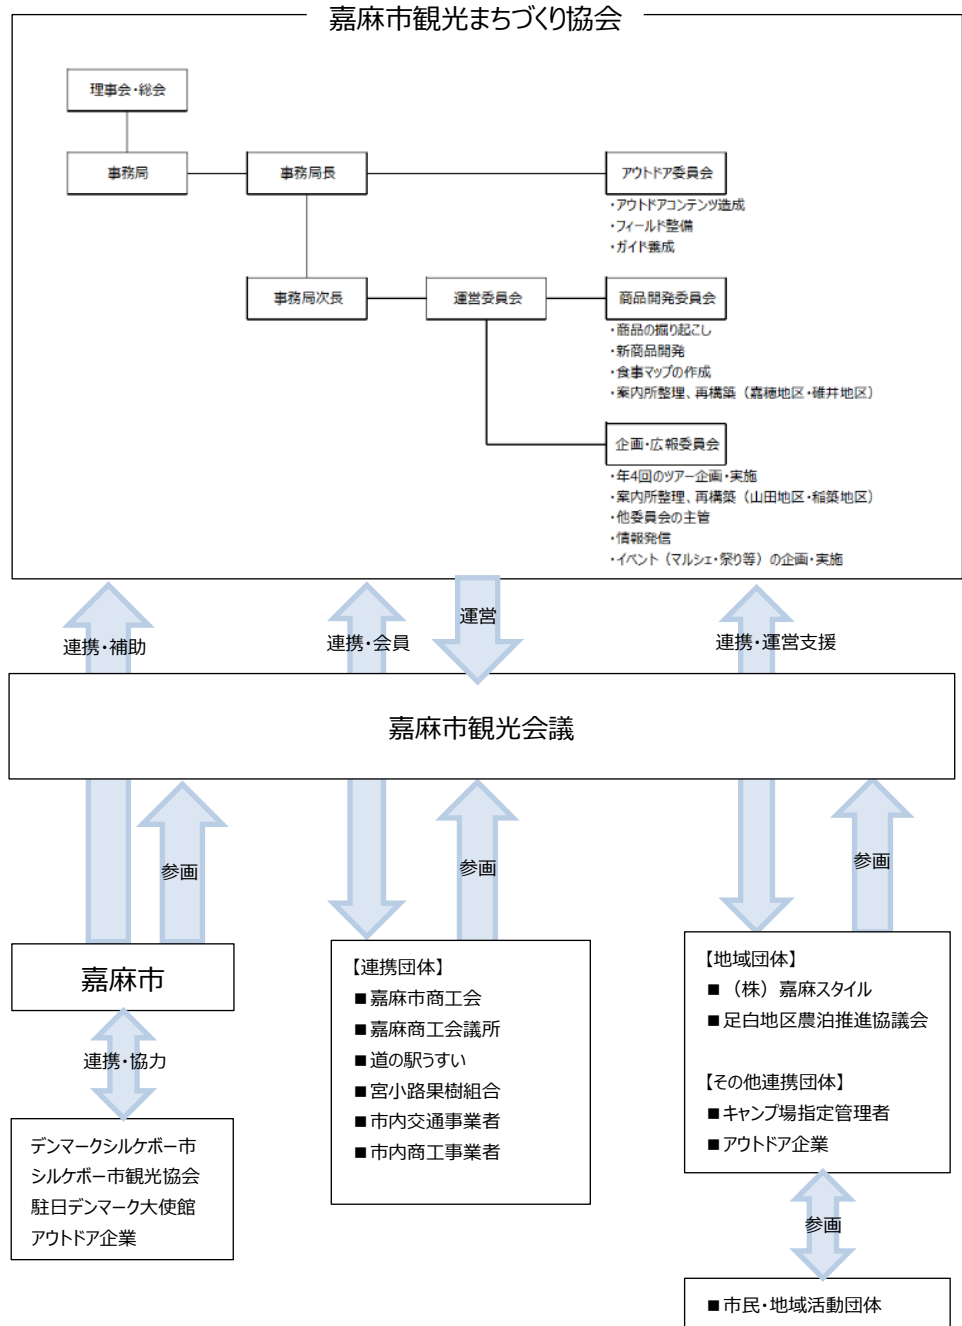 嘉麻市観光まちづくり協会
理事会・総会
事務局
事務局長
アウトドア委員会
・アウトドアコンテンツ造成
・フィールド整備
・ガイド養成
事務局次長
運営委員会
商品開発委員会
・商品の掘り起こし
・新商品開発
・食事マップの作成
・案内所整理、再構築（嘉穂地区・碓井地区）
企画・広報委員会
・年4回のツアー企画・実施
・案内所整理、再構築（山田地区・稲築地区）
・他委員会の主管
・情報発信
・イベント（マルシェ・祭り等）の企画・実施
連携・補助
連携・会員
運営
連携・運営支援
嘉麻市観光会議
参画
参画
参画
嘉麻市
連携・協力
デンマークシルケボー市
シルケボー市観光協会
駐日デンマーク大使館
アウトドア企業
【連携団体】
■嘉麻市商工会
■嘉麻商工会議所
■道の駅うすい
■宮小路果樹組合
■市内交通事業者
■市内商工事業者
【地域団体】
■（株）嘉麻スタイル
■足白地区農泊推進協議会
【その他連携団体】
■キャンプ場指定管理者
■アウトドア企業
参画
■市民・地域活動団体